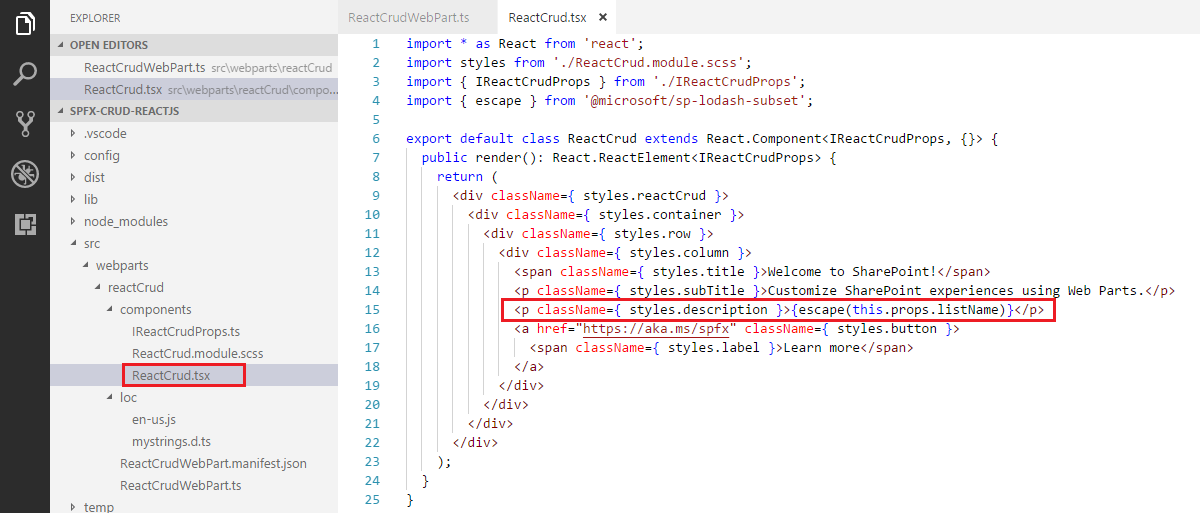 EXPLORER
OPEN EDITORS
ReactCrudWebPart.ts src\webparts\reactCrud
ReactCrud.tsx src\webparts\reactCrud\compo...
SPFX-CRUD-REACTJS
.vscode
config
dist
lib
node_modules
src
webparts
reactCrud
components
IReactCrudProps.ts
ReactCrud.module.scss
ReactCrud.tsx
loc
en-us.js
mystrings.d.ts
ReactCrudWebPart.manifest.json
ReactCrudWebPart.ts
temp
ReactCrudWebPart.ts ReactCrud.tsx ×
1 import * as React from 'react';
2 import styles from './ReactCrud.module.scss';
3 import { IReactCrudProps } from './IReactCrudProps';
4 import { escape } from '@microsoft/sp-lodash-subset';
5
6 export default class ReactCrud extends React.Component<IReactCrudProps, {}> {
7 public render(): React.ReactElement<IReactCrudProps> {
8 return (
9 <div className={ styles.reactCrud }>
10 <div className={ styles.container }>
11 <div className={ styles.row }>
12 <div className={ styles.column }>
13 <span className={ styles.title }>Welcome to SharePoint!</span>
14 <p className={ styles.subTitle }>Customize SharePoint experiences using Web Parts.</p>
15 <p className={ styles.description }>{escape(this.props.listName)}</p>
16 <a href="https://aka.ms/spfx" className={ styles.button }>
17 <span className={ styles.label }>Learn more</span>
18 </a>
19 </div>
20 </div>
21 </div>
22 </div>
23 );
24 }
25 }